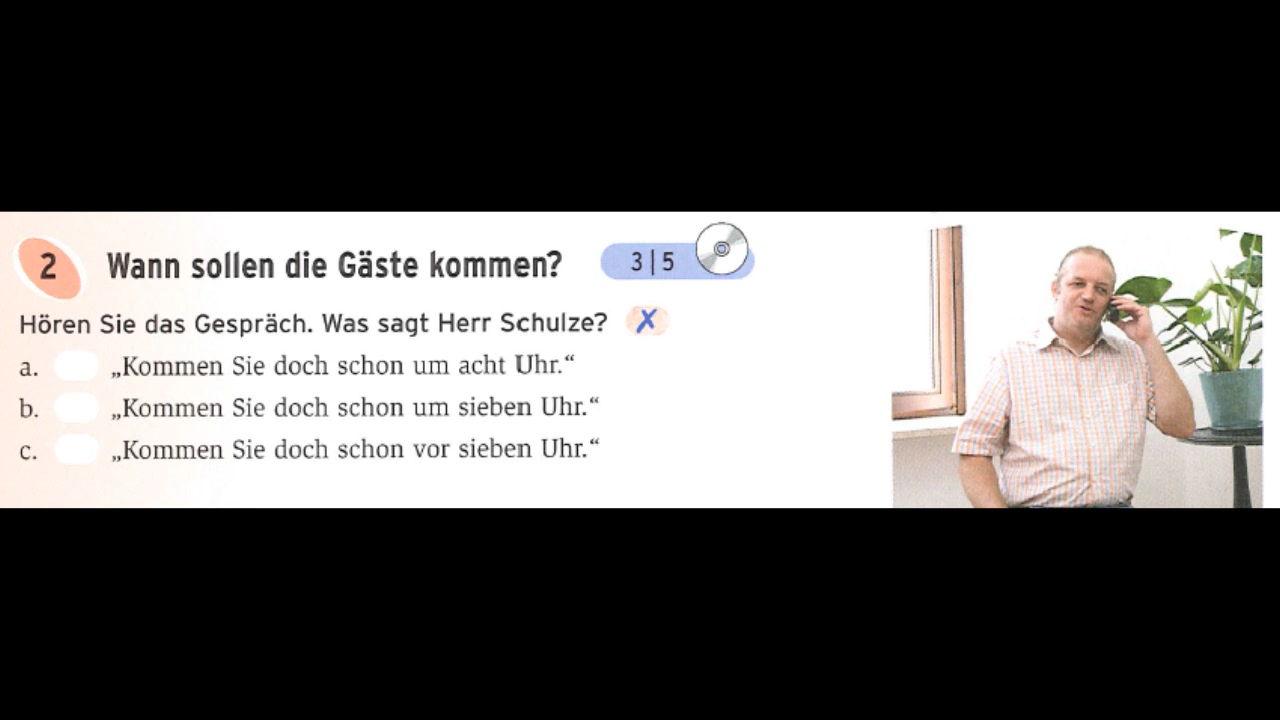 2 Wann sollen die Gäste kommen? 3|5
Hören Sie das Gespräch. Was sagt Herr Schulze? X
a. „Kommen Sie doch schon um acht Uhr.“
b. „Kommen Sie doch schon um sieben Uhr.“
c. „Kommen Sie doch schon vor sieben Uhr.“